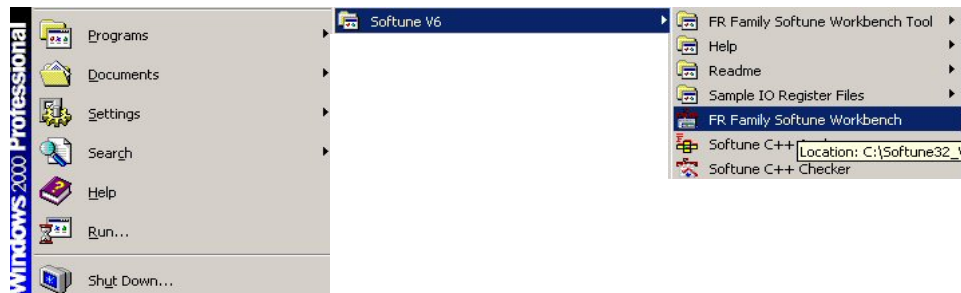 Windows 2000 Professional
Programs
Documents
Settings
Search
Help
Run...
Shut Down...
Softune V6
FR Family Softune Workbench Tool
Help
Readme
Sample IO Register Files
FR Family Softune Workbench
Softune C++
Location: C:\Softune32_
Softune C++ Checker